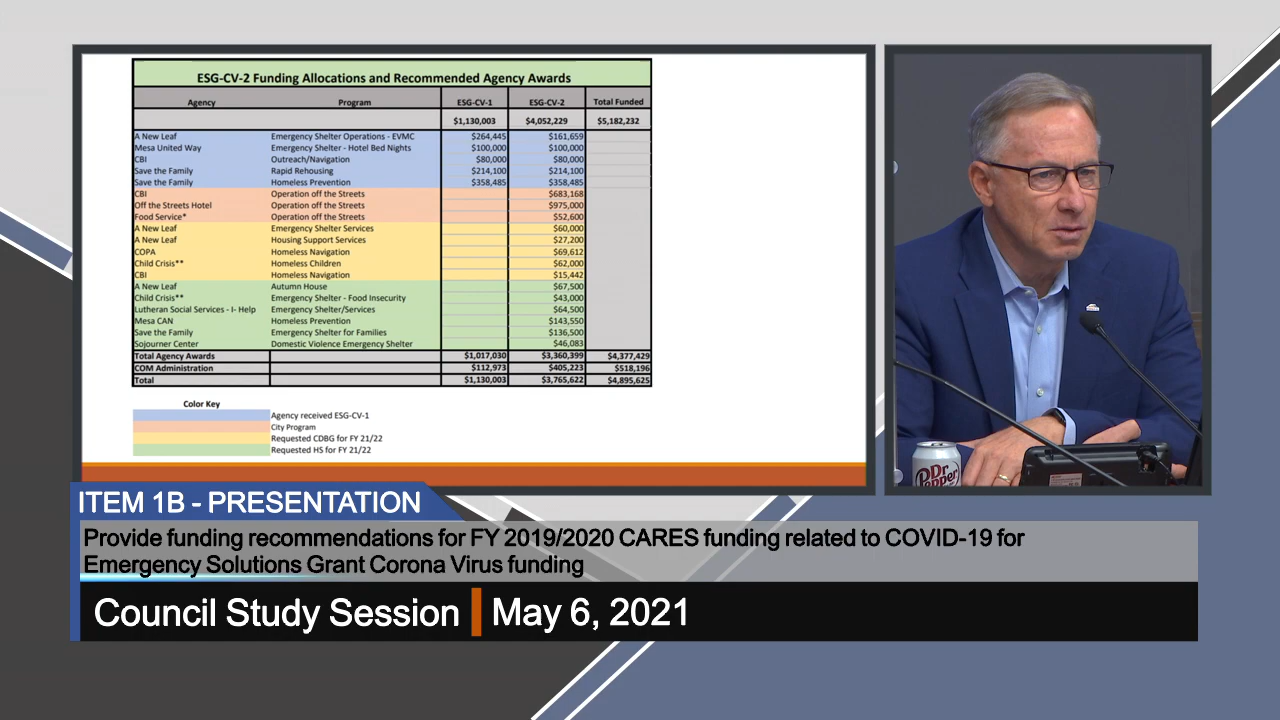 ESG-CV-2 Funding Allocations and Recommended Agency Awards
Agency Program ESG-CV-1 ESG-CV-2 Total Funded
$1,130,003 $4,052,229 $5,182,232
A New Leaf Emergency Shelter Operations - EVMC $264,445 $161,659
Mesa United Way Emergency Shelter - Hotel Bed Nights $100,000 $100,000
CBI Outreach/Navigation $80,000 $80,000
Save the Family Rapid Rehousing $214,100 $214,100
Save the Family Homeless Prevention $358,485 $358,485
CBI Operation off the Streets $683,168
Off the Streets Hotel Operation off the Streets $975,000
Food Service* Operation off the Streets $52,600
A New Leaf Emergency Shelter Services $60,000
A New Leaf Housing Support Services $27,200
COPA Homeless Navigation $69,612
Child Crisis** Homeless Children $62,000
CBI Homeless Navigation $15,442
A New Leaf Autumn House $67,500
Child Crisis** Emergency Shelter - Food Insecurity $43,000
Lutheran Social Services - I- Help Emergency Shelter/Services $64,500
Mesa CAN Homeless Prevention $143,550
Save the Family Emergency Shelter for Families $136,500
Sojourner Center Domestic Violence Emergency Shelter $46,083
Total Agency Awards $1,017,030 $3,360,399 $4,377,429
COM Administration $112,973 $405,223 $518,196
Total $1,130,003 $3,765,622 $4,895,625
Color Key
Agency received ESG-CV-1
City Program
Requested CDBG for FY 21/22
Requested HS for FY 21/22
Dr
Pepper
ITEM 1B - PRESENTATION
Provide funding recommendations for FY 2019/2020 CARES funding related to COVID-19 for
Emergency Solutions Grant Corona Virus funding
Council Study Session May 6, 2021